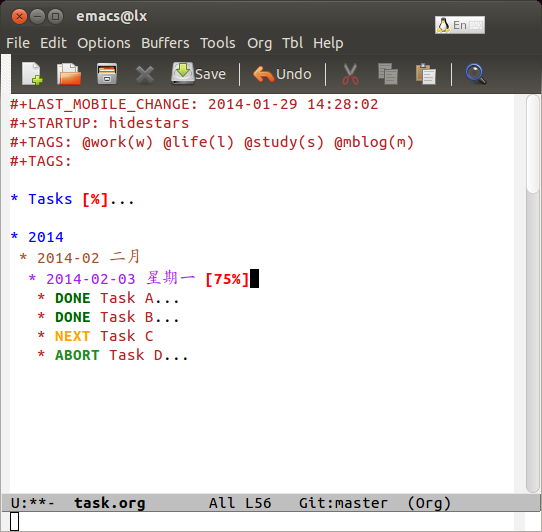 emacs@lx
En
File Edit Options Buffers Tools Org Tbl Help
Save Undo
#+LAST_MOBILE_CHANGE: 2014-01-29 14:28:02
#+STARTUP: hidestars
#+TAGS: @work(w) @life(l) @study(s) @mblog(m)
#+TAGS:
* Tasks [%]...
* 2014
* 2014-02 二月
* 2014-02-03 星期一 [75%]
* DONE Task A...
* DONE Task B...
* NEXT Task C
* ABORT Task D...
U:**- task.org All L56 Git:master (Org)